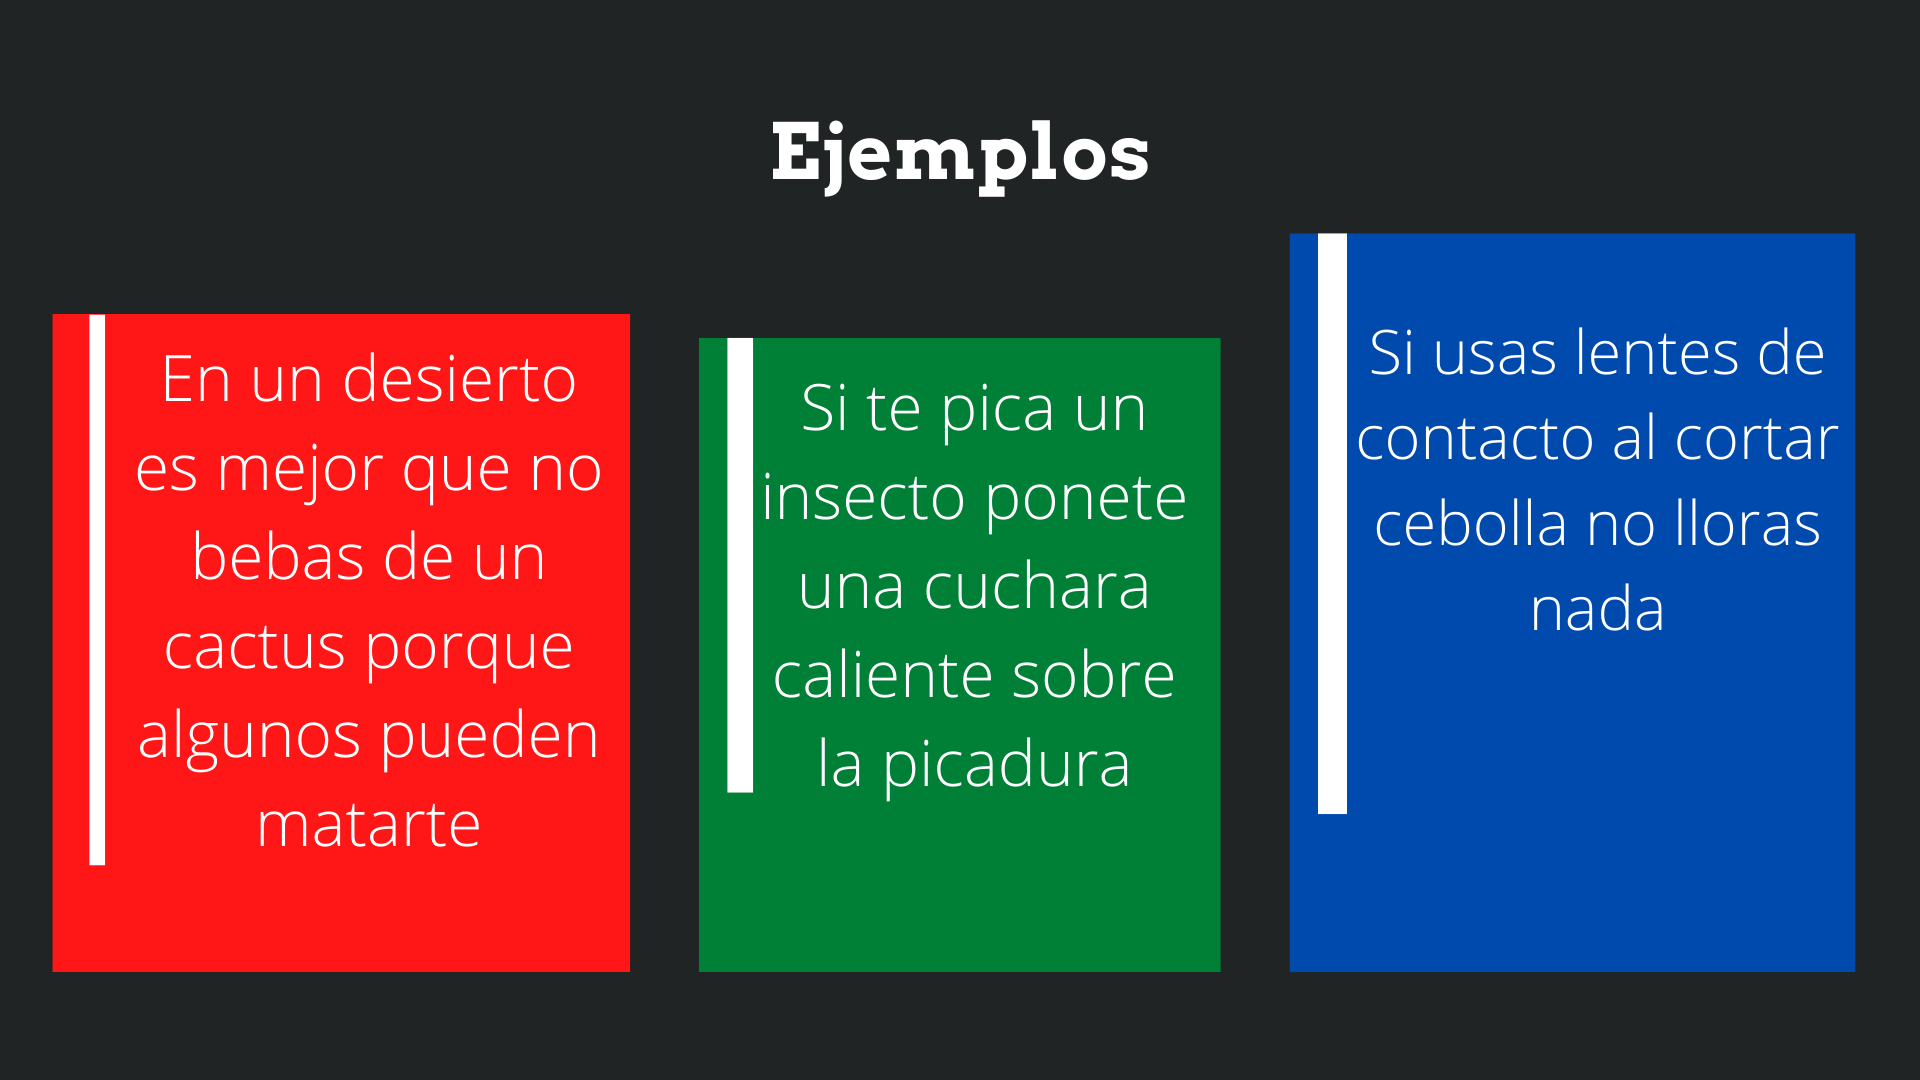 Ejemplos
En un desierto
es mejor que no
bebas de un
cactus porque
algunos pueden
matarte
Si te pica un
insecto ponete
una cuchara
caliente sobre
la picadura
Si usas lentes de
contacto al cortar
cebolla no lloras
nada